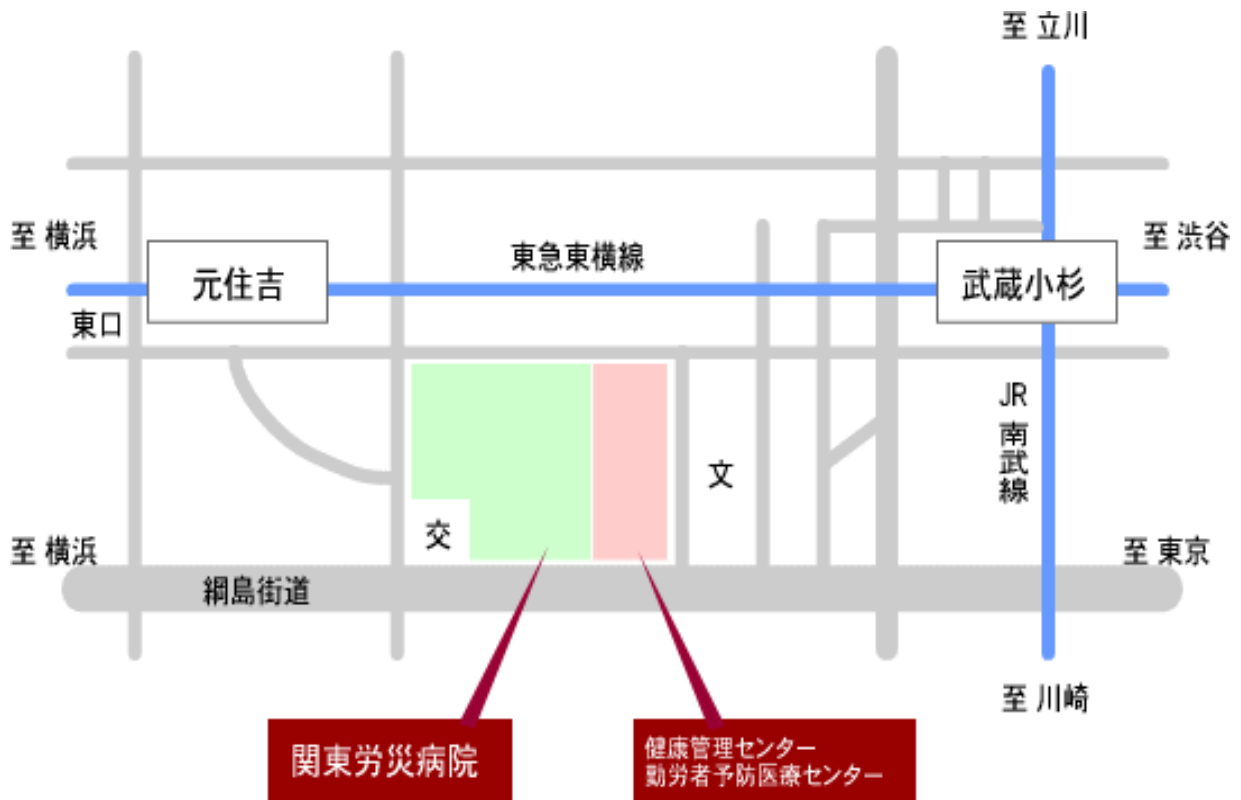 至 立川
至 横浜
東急東横線
至 渋谷
元住吉
武蔵小杉
東口
JR南武線
文
交
至 横浜
至 東京
綱島街道
至 川崎
関東労災病院
健康管理センター
勤労者予防医療センター